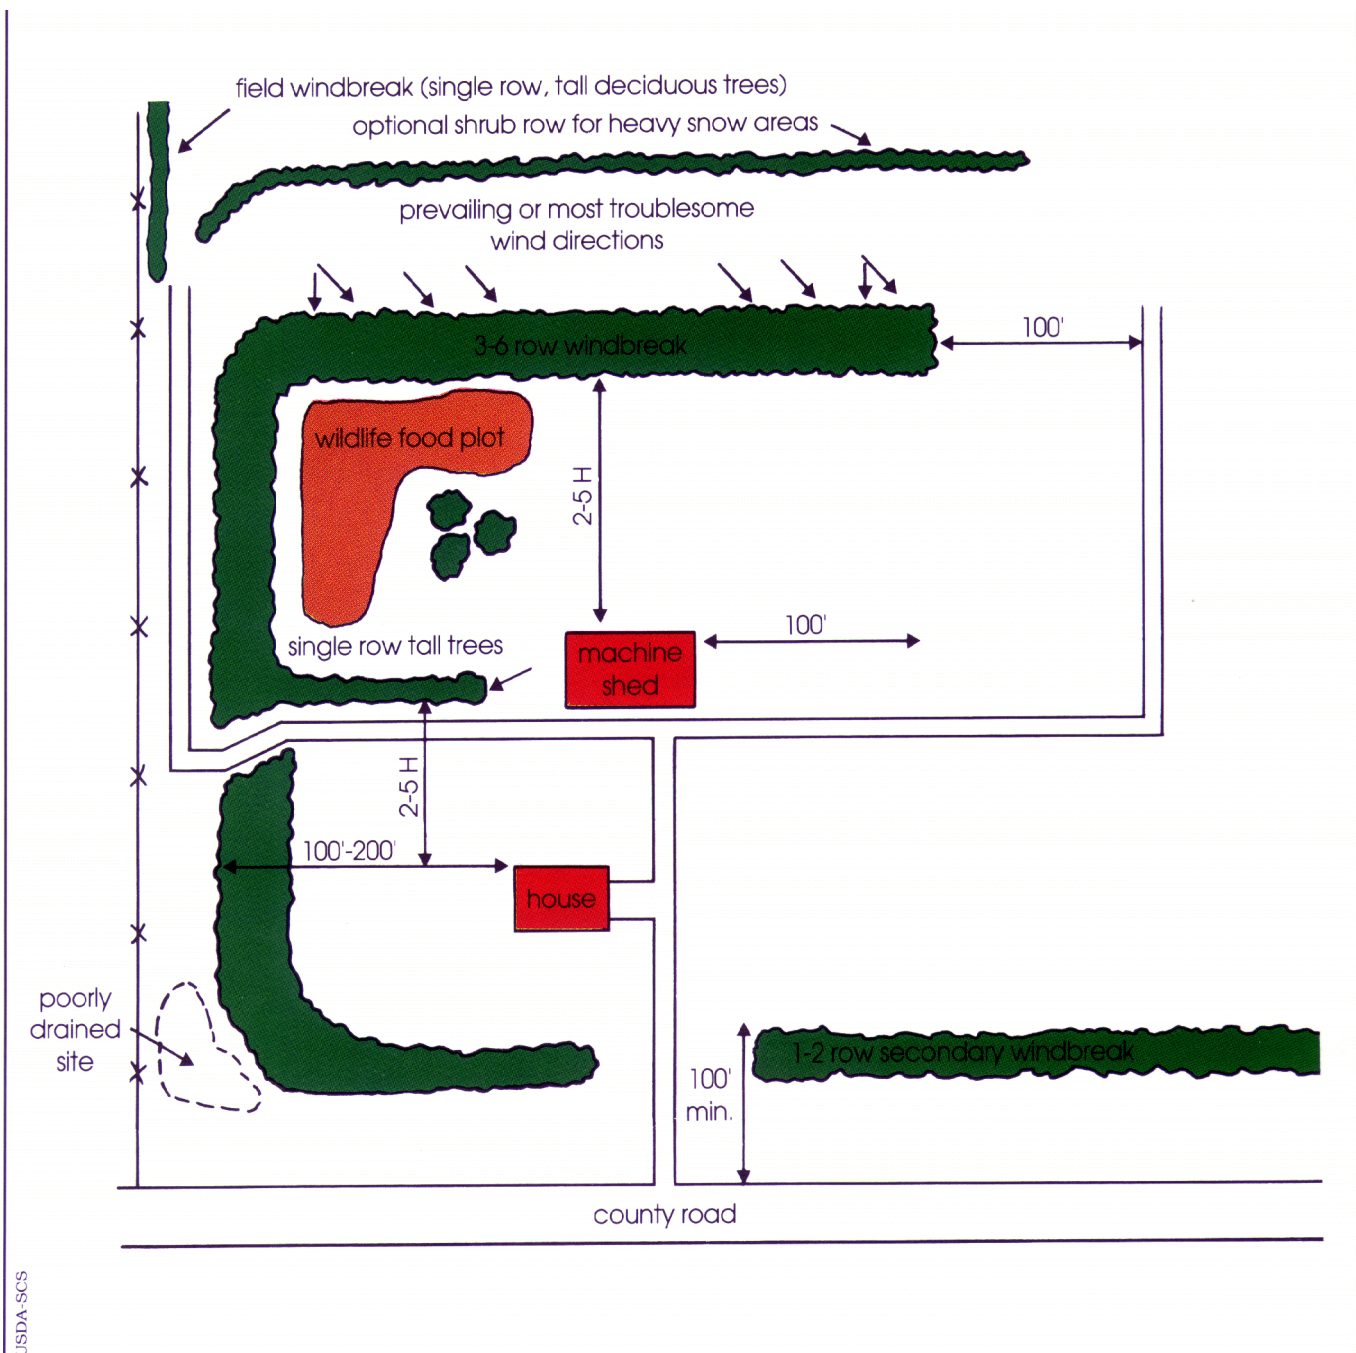 field windbreak (single row, tall deciduous trees)
optional shrub row for heavy snow areas
prevailing or most troublesome
wind directions
3-6 row windbreak
100'
wildlife food plot
2-5 H
single row tall trees
100'
machine
shed
2-5 H
100'-200'
house
poorly
drained
site
1-2 row secondary windbreak
100'
min.
county road
USDA-SCS